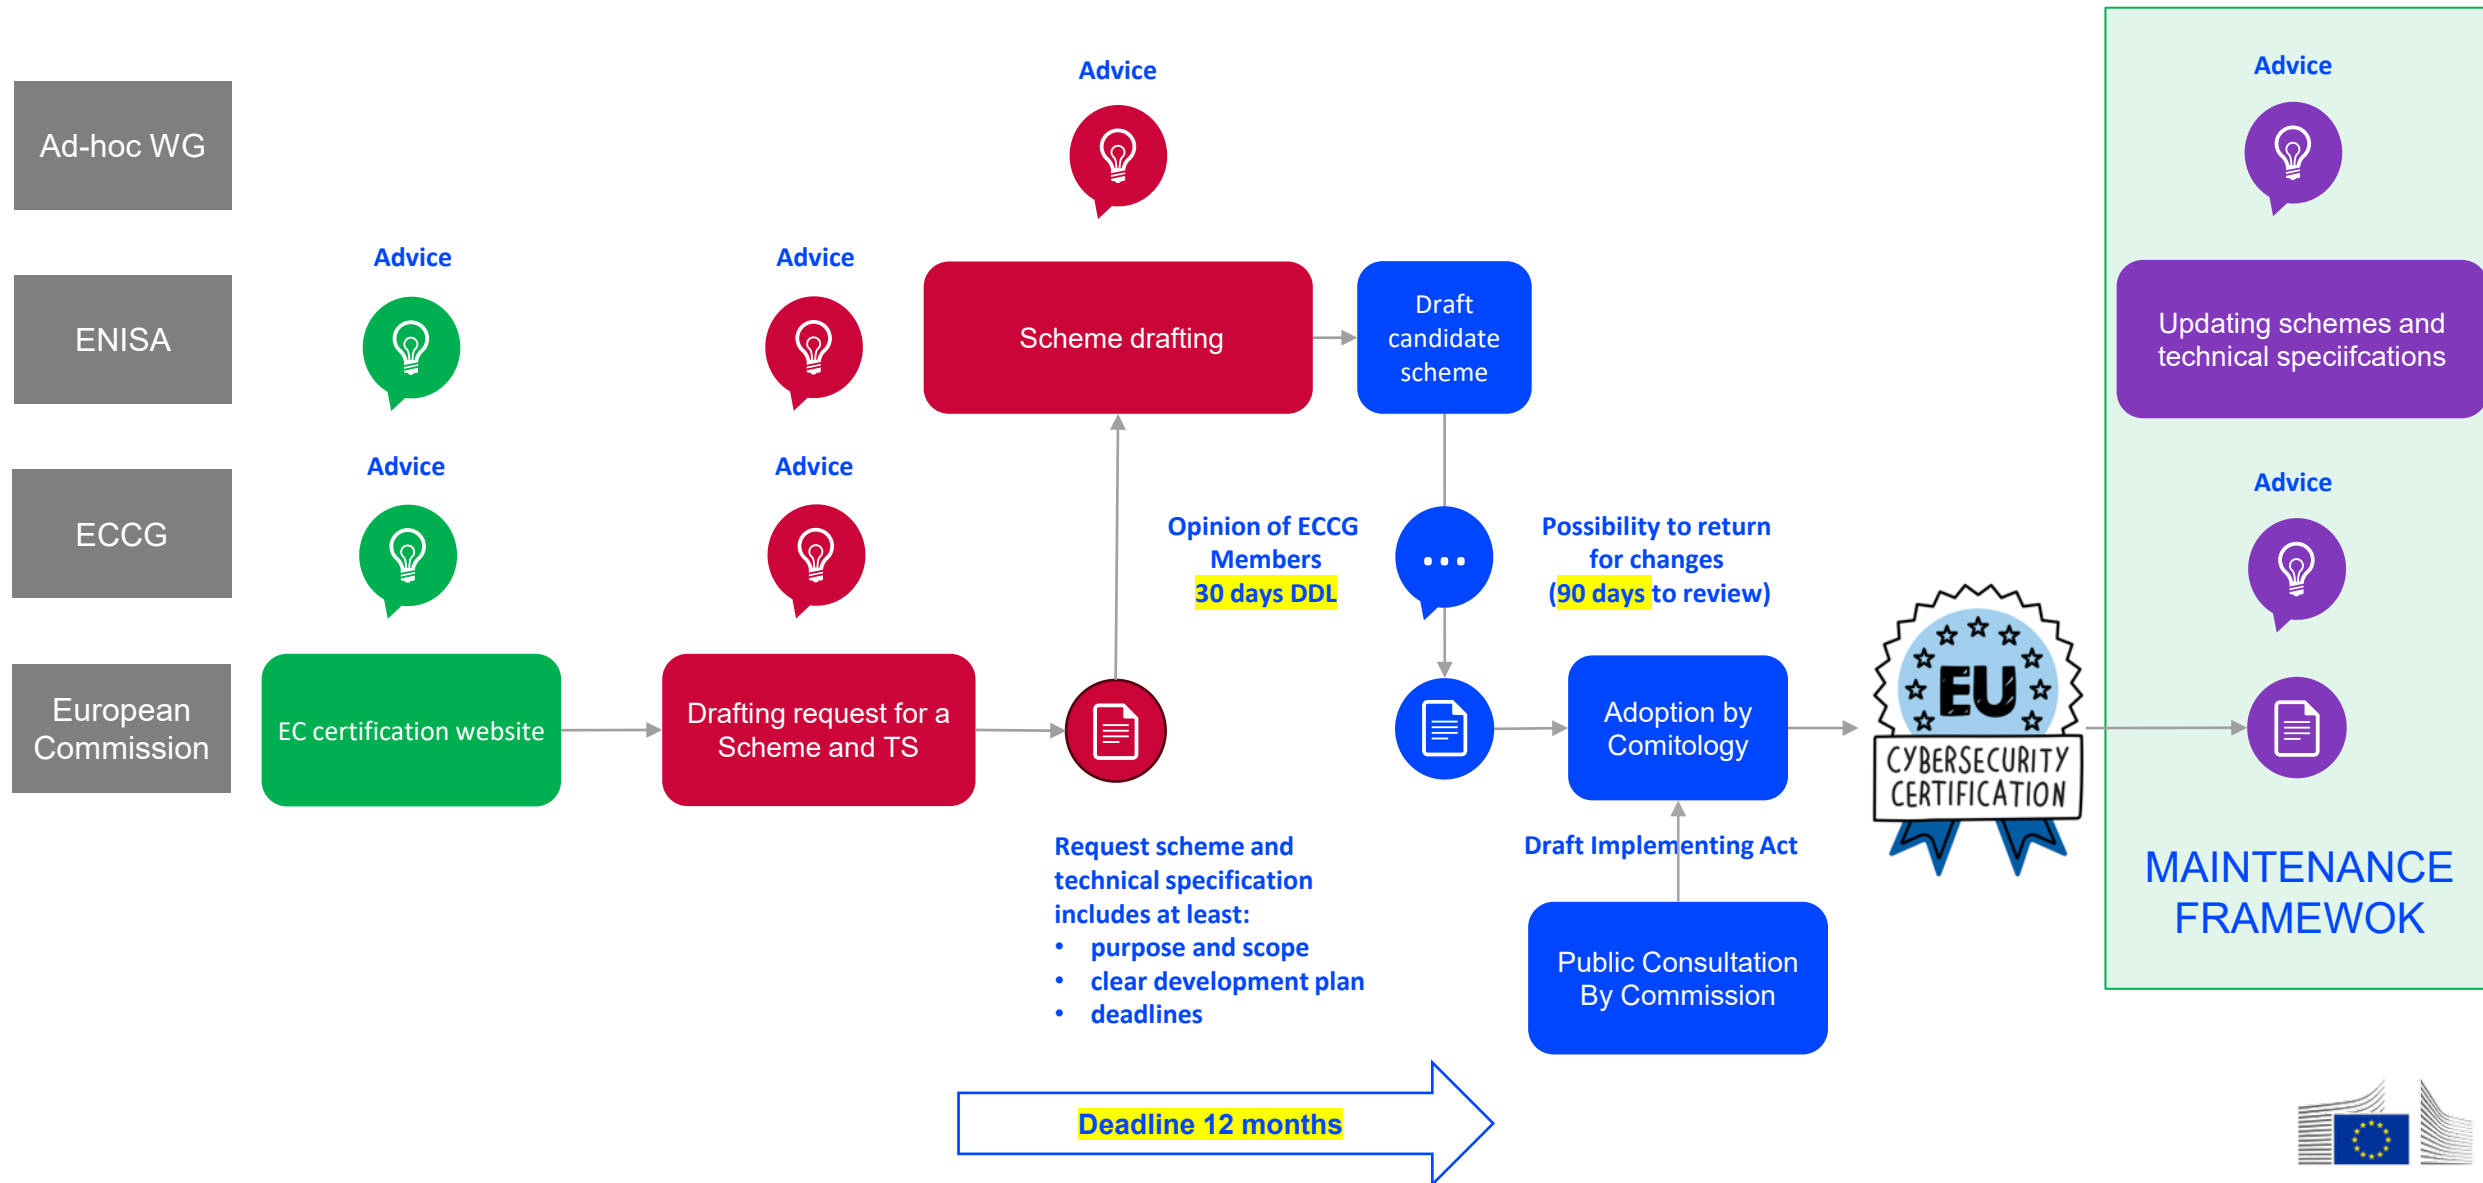 Ad-hoc WG
ENISA
ECCG
European
Commission
Advice
Advice
EC certification website
Advice
Advice
Drafting request for a
Scheme and TS
Advice
Scheme drafting
Draft
candidate
scheme
Opinion of ECCG
Members
30 days DDL
...
Possibility to return
for changes
(90 days to review)
Request scheme and
technical specification
includes at least:
• purpose and scope
• clear development plan
• deadlines
Adoption by
Comitology
Draft Implementing Act
Public Consultation
By Commission
Deadline 12 months
EU
CYBERSECURITY
CERTIFICATION
Advice
Updating schemes and
technical speciifcations
Advice
MAINTENANCE
FRAMEWOK